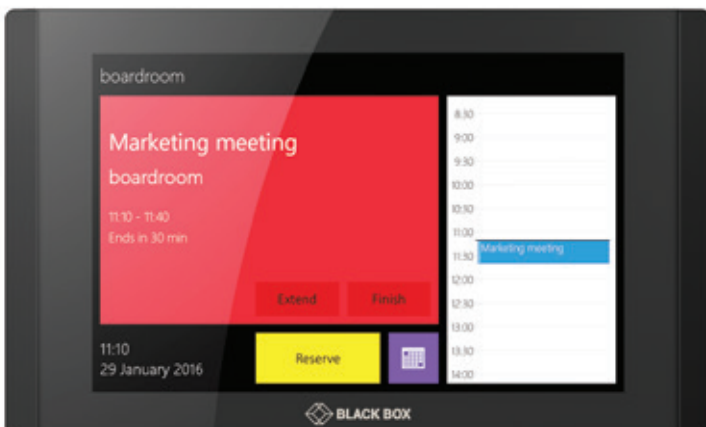 boardroom
Marketing meeting
boardroom
11:10 - 11:40
Ends in 30 min
Extend
Finish
11:10
29 January 2016
Reserve
8:30
9:00
9:30
10:00
10:30
11:00
Marketing meeting
11:30
12:00
12:30
13:00
13:30
14:00
BLACK BOX